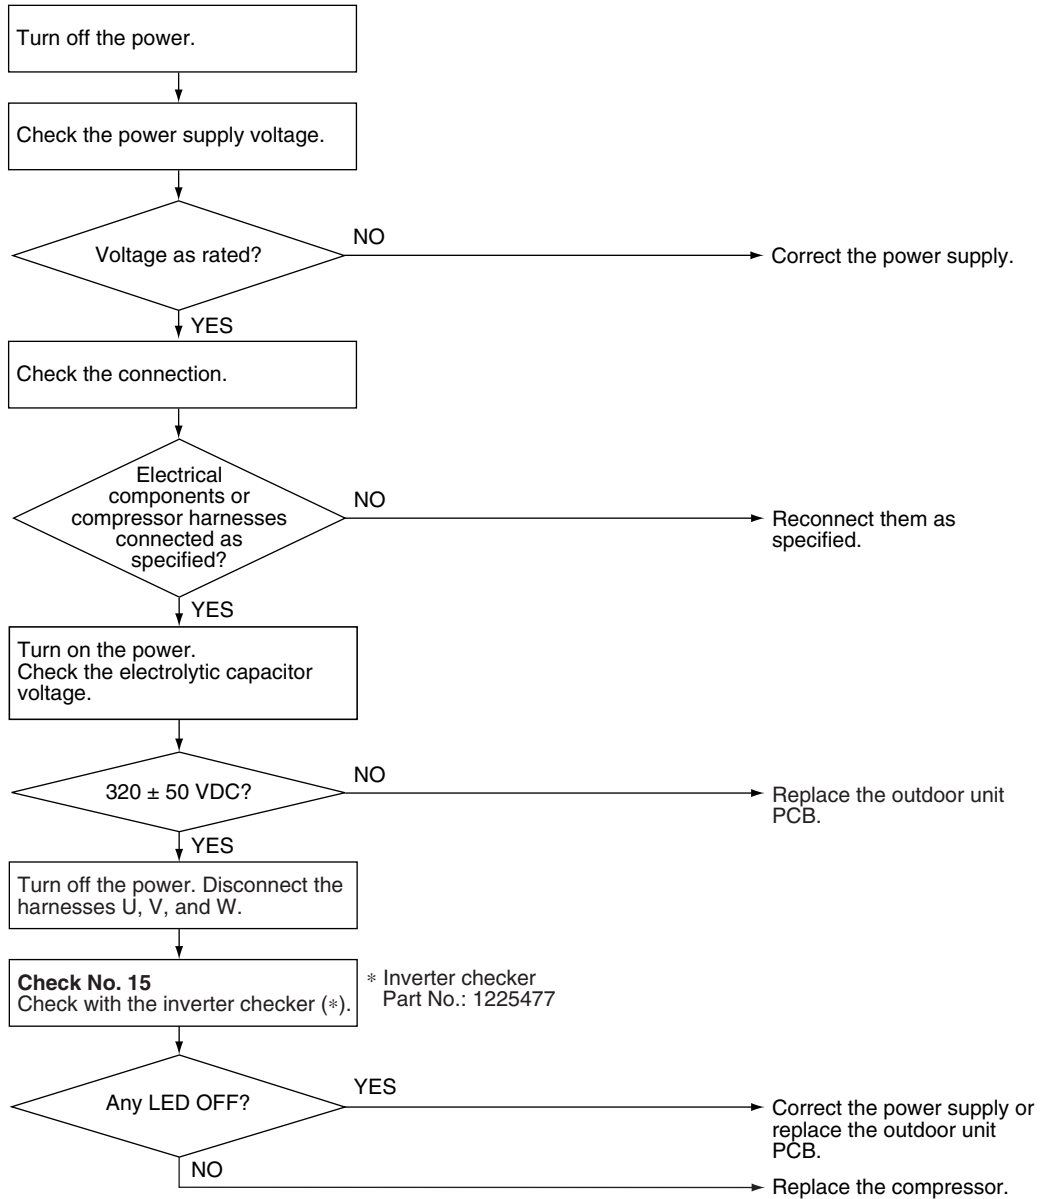 Turn off the power.
Check the power supply voltage.
Voltage as rated?
NO
Correct the power supply.
YES
Check the connection.
Electrical
components or
compressor harnesses
connected as
specified?
NO
Reconnect them as
specified.
YES
Turn on the power.
Check the electrolytic capacitor
voltage.
320 ± 50 VDC?
NO
Replace the outdoor unit
PCB.
YES
Turn off the power. Disconnect the
harnesses U, V, and W.
Check No. 15
Check with the inverter checker (∗).
∗ Inverter checker
Part No.: 1225477
Any LED OFF?
YES
Correct the power supply or
replace the outdoor unit
PCB.
NO
Replace the compressor.